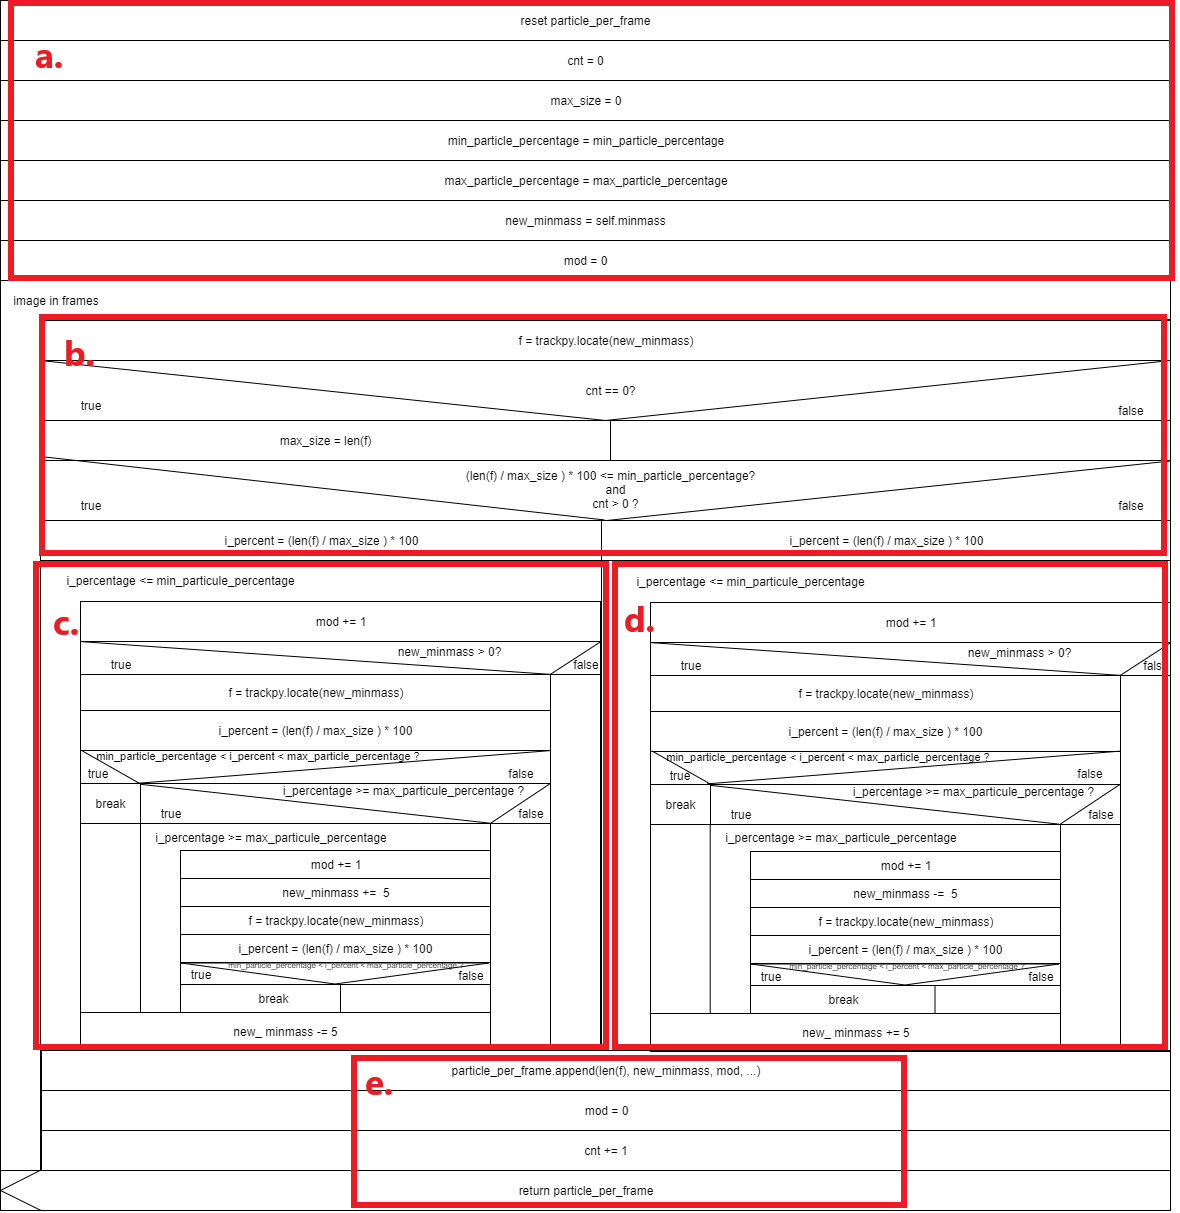 reset particle_per_frame
a.
cnt = 0
max_size = 0
min_particle_percentage = min_particle_percentage
max_particle_percentage = max_particle_percentage
new_minmass = self.minmass
mod = 0
image in frames
b.
f = trackpy.locate(new_minmass)
cnt == 0?
true
false
max_size = len(f)
(len(f) / max_size ) * 100 <= min_particle_percentage?
and
cnt > 0 ?
true
false
i_percent = (len(f) / max_size ) * 100
i_percent = (len(f) / max_size ) * 100
c.
i_percentage <= min_particule_percentage
mod += 1
new_minmass > 0?
true
false
f = trackpy.locate(new_minmass)
i_percent = (len(f) / max_size ) * 100
min_particle_percentage < i_percent < max_particle_percentage ?
true
false
break
i_percentage >= max_particule_percentage ?
true
false
i_percentage >= max_particule_percentage
mod += 1
new_minmass += 5
f = trackpy.locate(new_minmass)
i_percent = (len(f) / max_size ) * 100
min_particle_percentage < i_percent < max_particle_percentage ?
true
false
break
new_ minmass -= 5
d.
i_percentage <= min_particule_percentage
mod += 1
new_minmass > 0?
true
fals
f = trackpy.locate(new_minmass)
i_percent = (len(f) / max_size ) * 100
min_particle_percentage < i_percent < max_particle_percentage ?
true
false
break
i_percentage >= max_particule_percentage ?
true
false
i_percentage >= max_particule_percentage
mod += 1
new_minmass -= 5
f = trackpy.locate(new_minmass)
i_percent = (len(f) / max_size ) * 100
min_particle_percentage < i_percent < max_particle_percentage ?
true
false
break
new_ minmass += 5
e.
particle_per_frame.append(len(f), new_minmass, mod, ...)
mod = 0
cnt += 1
return particle_per_frame